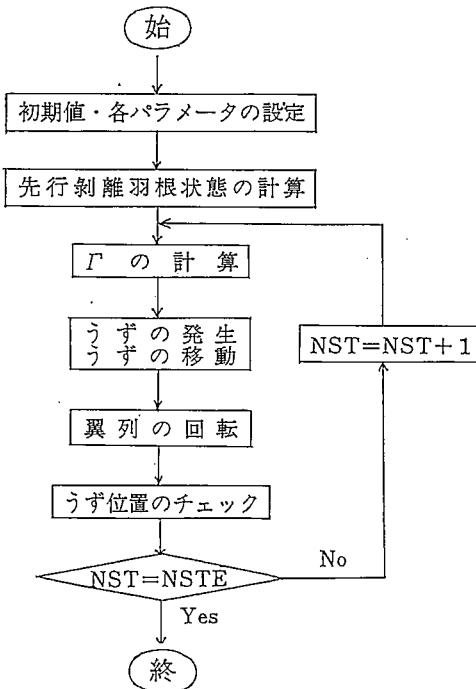 始
初期値・各パラメータの設定
先行剝離羽根状態の計算
Γの計算
うずの発生
うずの移動
NST=NST+1
翼列の回転
うず位置のチェック
NST=NSTE
No
Yes
終